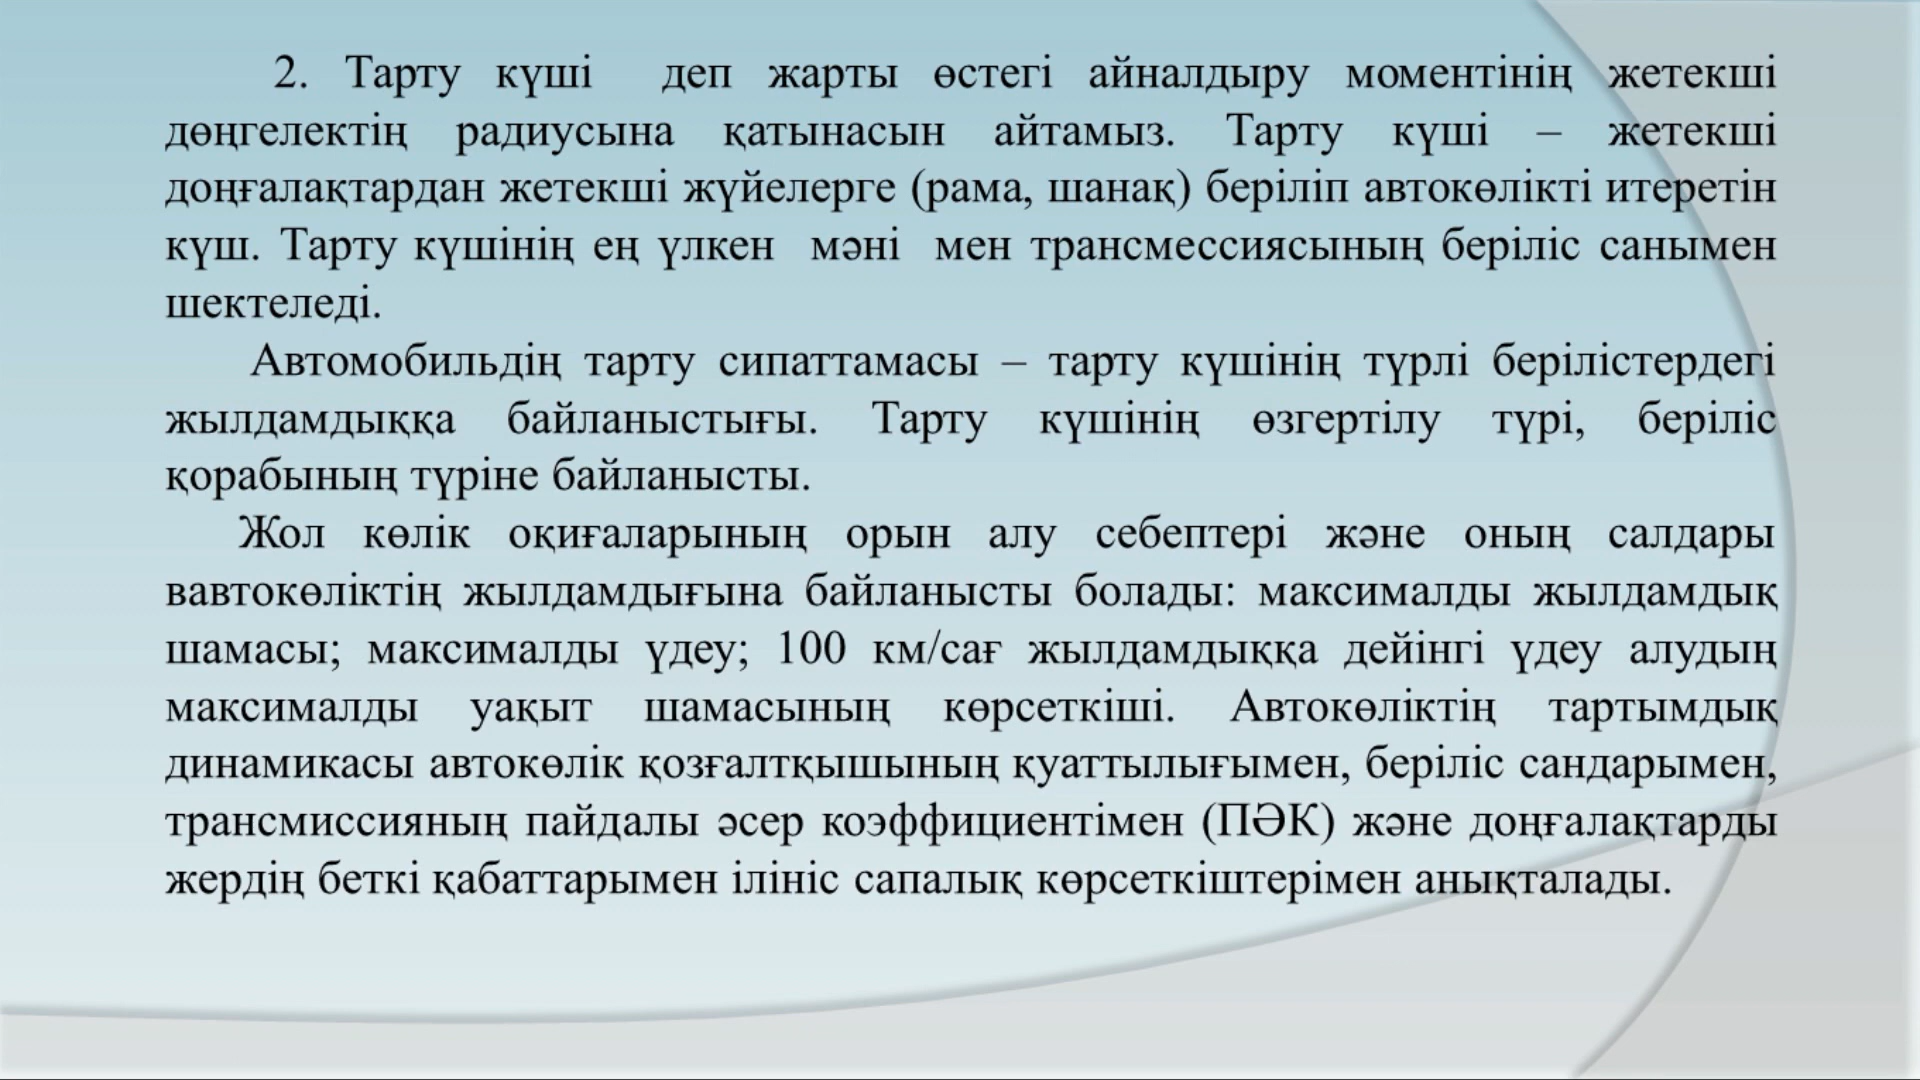 2. Тарту күші деп жарты өстегі айналдыру моментінің жетекші
дөңгелектің радиусына қатынасын айтамыз. Тарту күші – жетекші
доңғалақтардан жетекші жүйелерге (рама, шанақ) беріліп автокөлікті итеретін
күш. Тарту күшінің ең үлкен мәні мен трансмессиясының беріліс санымен
шектеледі.
Автомобильдің тарту сипаттамасы – тарту күшінің түрлі берілістердегі
жылдамдыққа байланыстығы. Тарту күшінің өзгертілу түрі, беріліс
қорабының түріне байланысты.
Жол көлік оқиғаларының орын алу себептері және оның салдары
вавтокөліктің жылдамдығына байланысты болады: максималды жылдамдық
шамасы; максималды үдеу; 100 км/сағ жылдамдыққа дейінгі үдеу алудың
максималды уақыт шамасының көрсеткіші. Автокөліктің тартымдық
динамикасы автокөлік қозғалтқышының қуаттылығымен, беріліс сандарымен,
трансмиссияның пайдалы әсер коэффициентімен (ПӘК) және доңғалақтарды
жердің беткі қабаттарымен ілініс сапалық көрсеткіштерімен анықталады.